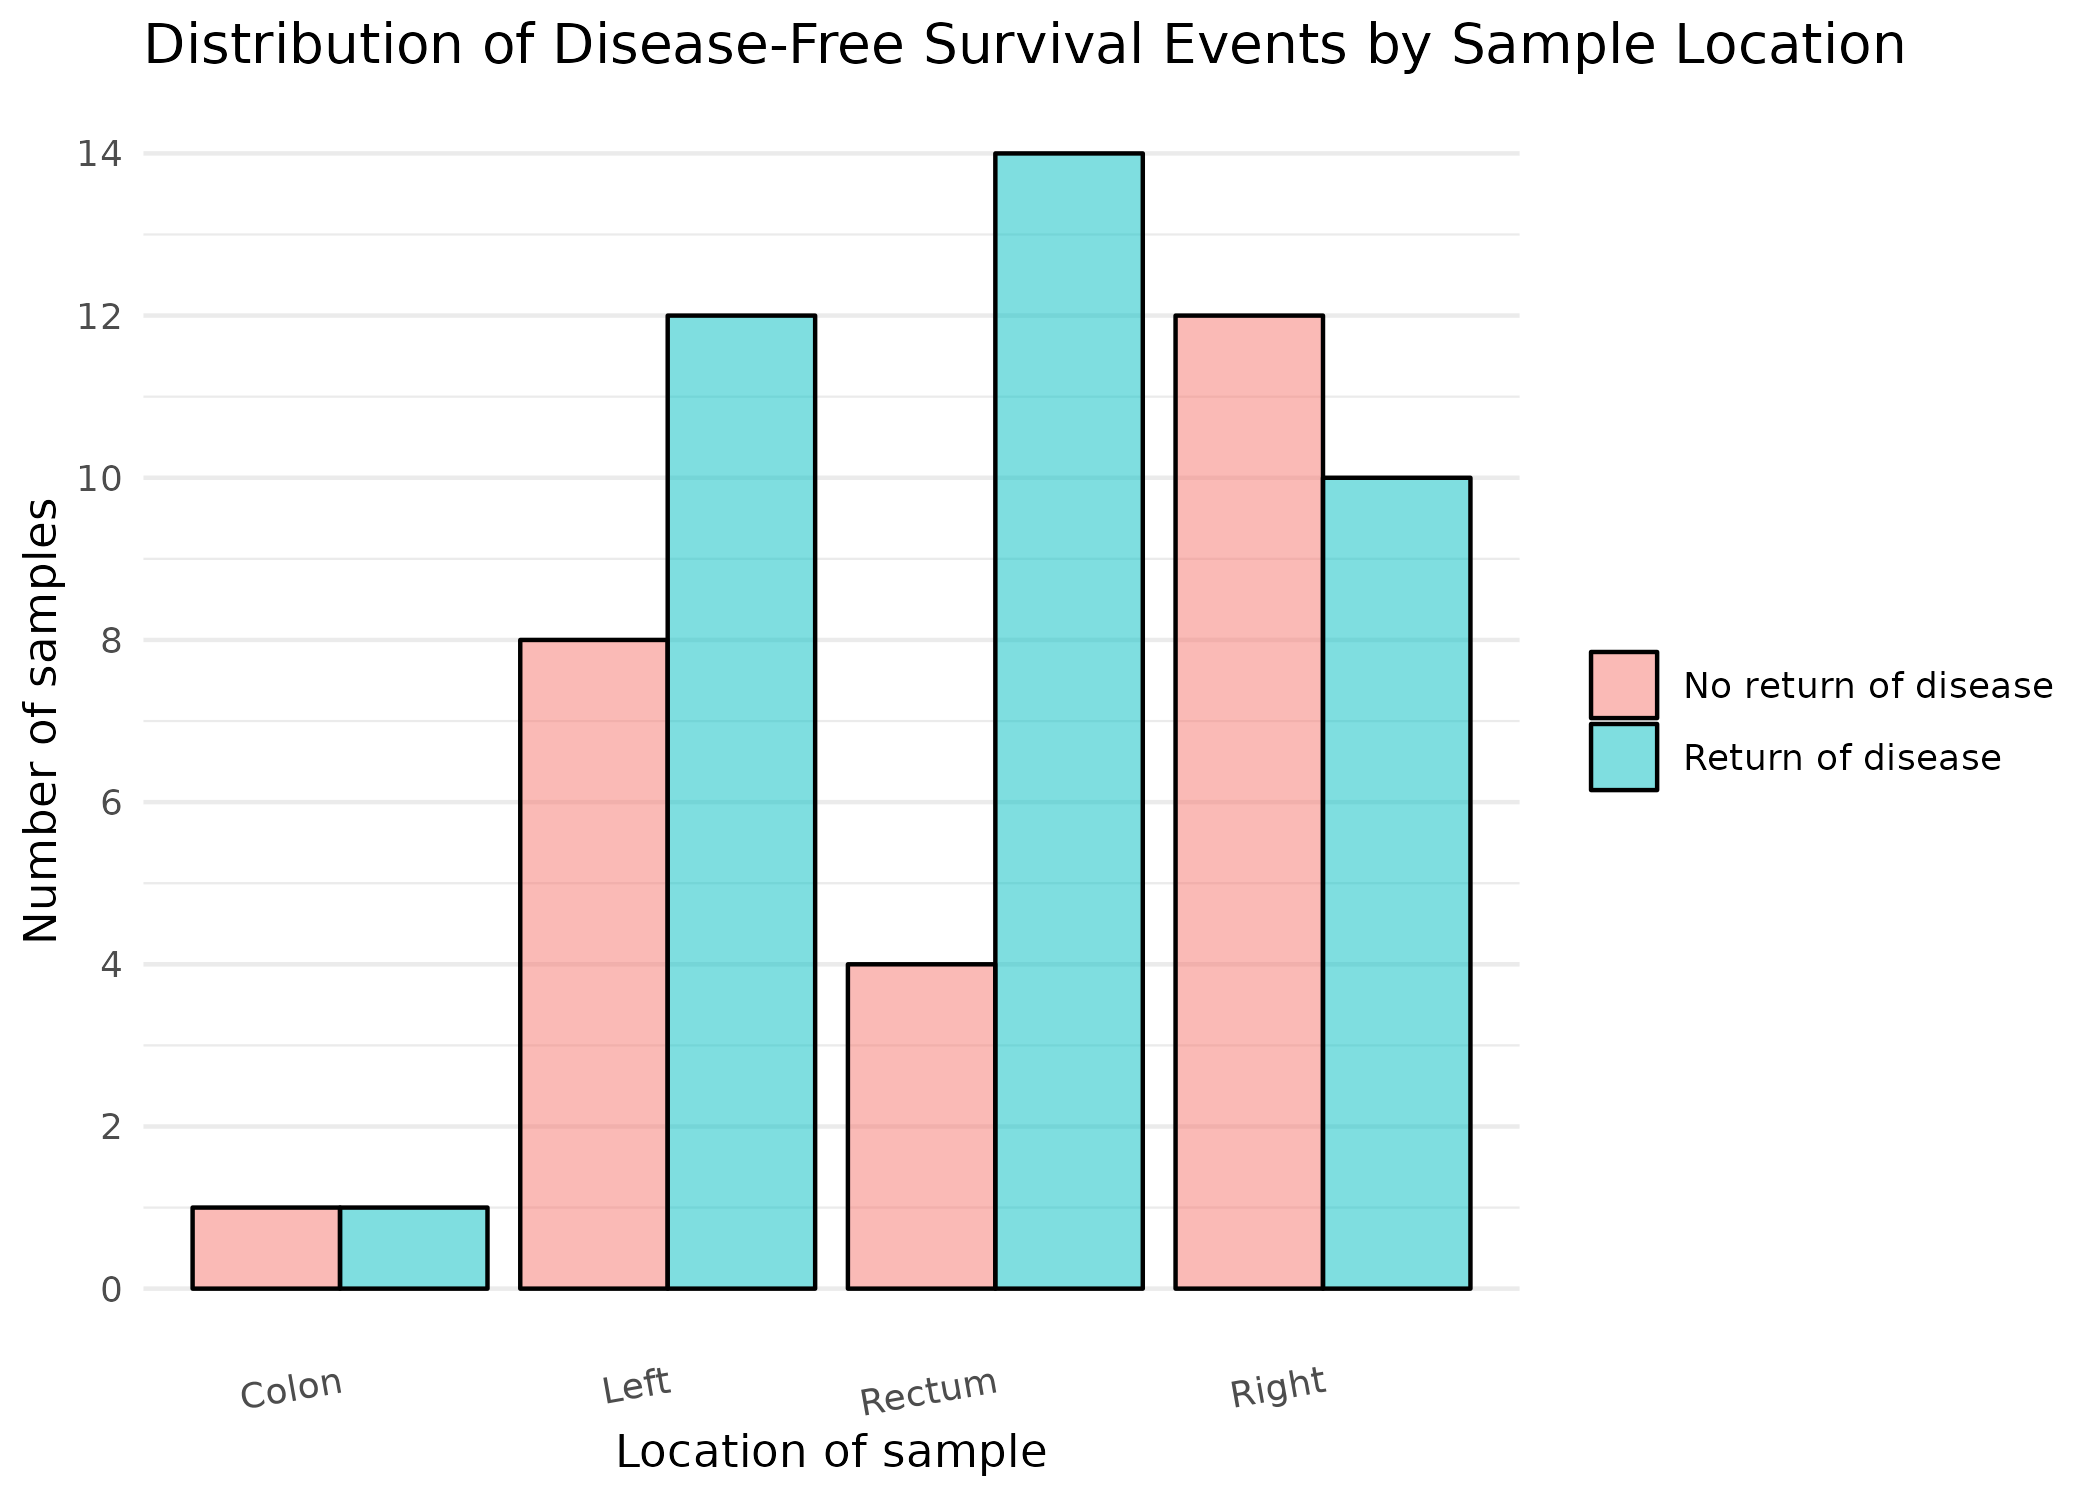 Distribution of Disease-Free Survival Events by Sample Location
Number of samples
14
12
10
8
6
4
2
0
Colon
Left
Rectum
Right
Location of sample
No return of disease
Return of disease